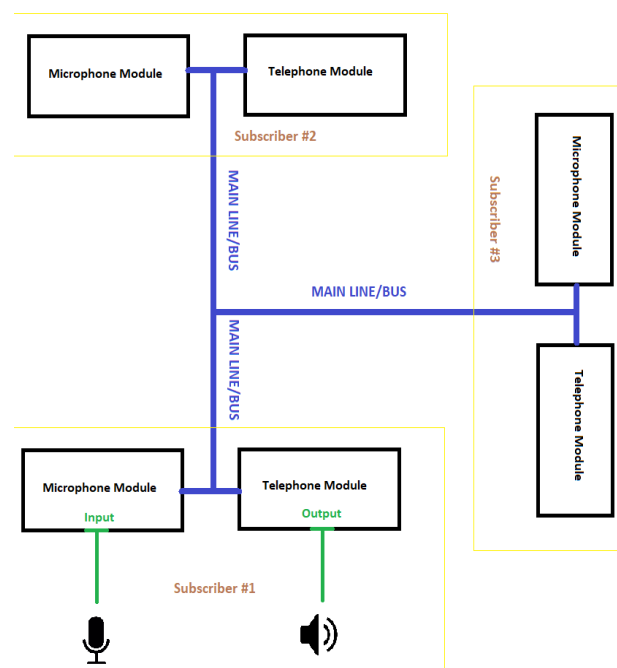 Microphone Module
Telephone Module
Subscriber #2
MAIN LINE/BUS
Microphone Module
Subscriber #3
MAIN LINE/BUS
MAIN LINE/BUS
Telephone Module
Microphone Module
Telephone Module
Input
Output
Subscriber #1